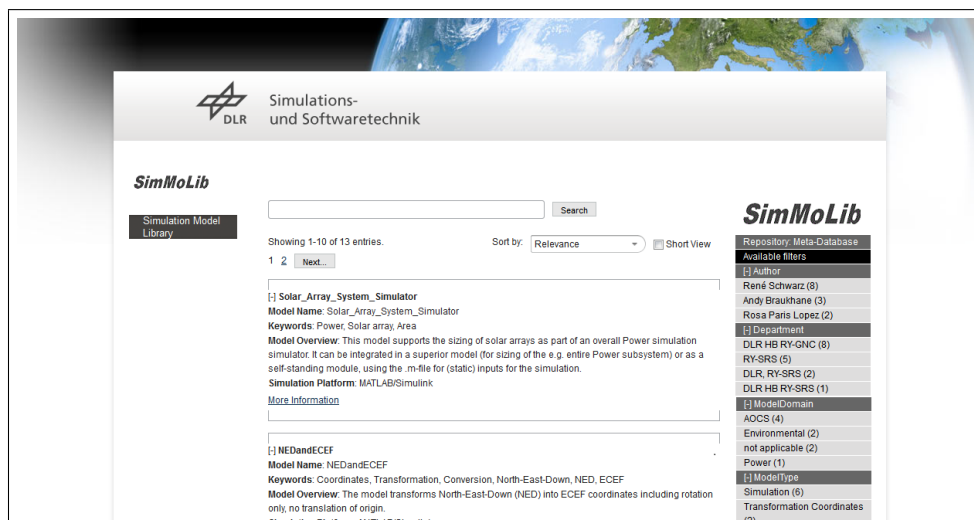 DLR
Simulations-
und Softwaretechnik
SimMoLib
Simulation Model
Library
Search
Showing 1-10 of 13 entries.
Sort by: Relevance
Short View
1 2 Next...
[-] Solar_Array_System_Simulator
Model Name: Solar_Array_System_Simulator
Keywords: Power, Solar array, Area
Model Overview: This model supports the sizing of solar arrays as part of an overall Power simulation
simulator. It can be integrated in a superior model (for sizing of the e.g. entire Power subsystem) or as a
self-standing module, using the .m-file for (static) inputs for the simulation.
Simulation Platform: MATLAB/Simulink
More Information
[-] NEDandECEF
Model Name: NEDandECEF
Keywords: Coordinates, Transformation, Conversion, North-East-Down, NED, ECEF
Model Overview: The model transforms North-East-Down (NED) into ECEF coordinates including rotation
only, no translation of origin.
SimMoLib
Repository: Meta-Database
Available filters
[-] Author
René Schwarz (8)
Andy Braukhane (3)
Rosa Paris Lopez (2)
[-] Department
DLR HB RY-GNC (8)
RY-SRS (5)
DLR, RY-SRS (2)
DLR HB RY-SRS (1)
[-] ModelDomain
AOCS (4)
Environmental (2)
not applicable (2)
Power (1)
[-] ModelType
Simulation (6)
Transformation Coordinates